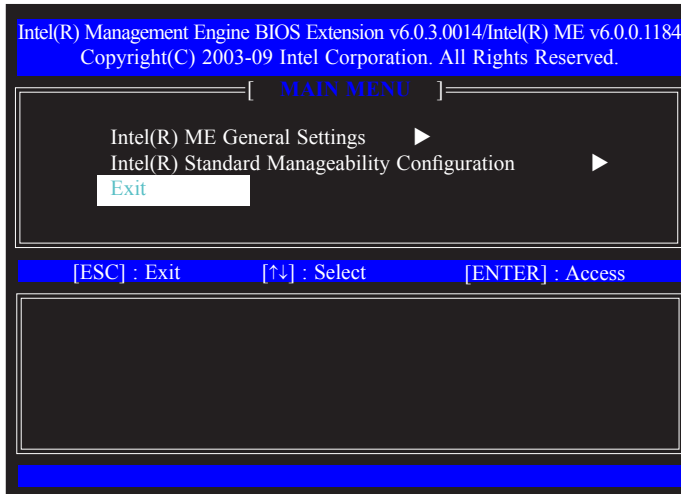 Intel(R) Management Engine BIOS Extension v6.0.3.0014/Intel(R) ME v6.0.0.1184
Copyright(C) 2003-09 Intel Corporation. All Rights Reserved.
[ MAIN MENU ]
Intel(R) ME General Settings ▶
Intel(R) Standard Manageability Configuration ▶
Exit
[ESC] : Exit [↑↓] : Select [ENTER] : Access